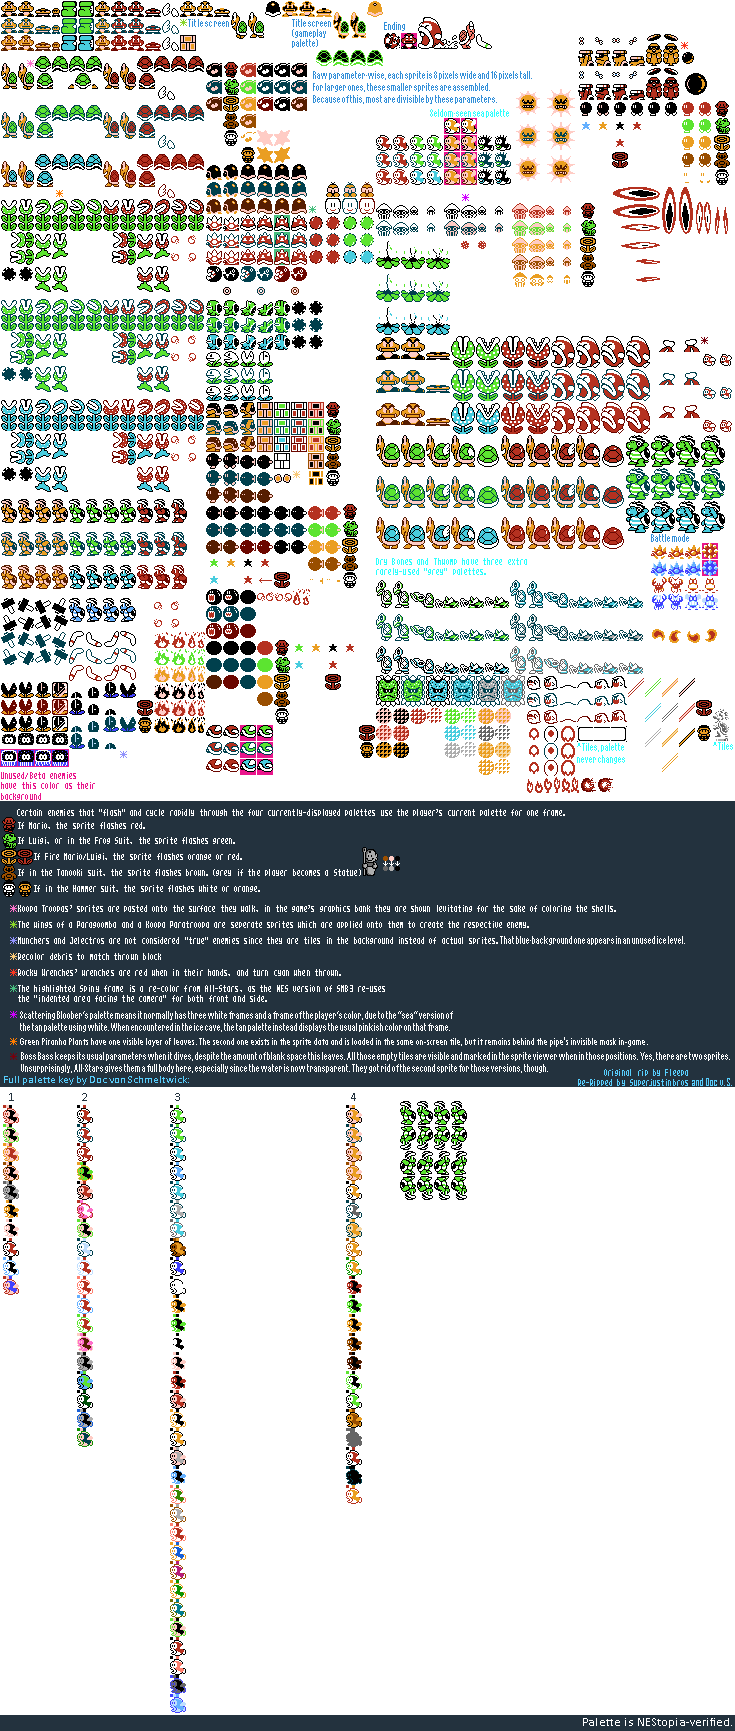 *Title screen
Title screen
(gameplay
palette)
Ending
Raw parameter-wise, each sprite is 8 pixels wide and 16 pixels tall.
For larger ones, these smaller sprites are assembled.
Because of this, most are divisible by these parameters.
Seldom-seen sea palette
Battle mode
Dry Bones and Thwomp have three extra
rarely-used "grey" palettes.
^Tiles, palette
never changes
^Tiles
Unused/Beta enemies
have this color as their
background
Certain enemies that "flash" and cycle rapidly through the four currently-displayed palettes use the player's current palette for one frame.
If Mario, the sprite flashes red.
If Luigi, or in the Frog Suit, the sprite flashes green.
If Fire Mario/Luigi, the sprite flashes orange or red.
If in the Tanooki suit, the sprite flashes brown. (grey if the player becomes a Statue)
If in the Hammer suit, the sprite flashes white or orange.
*Koopa Troopas' sprites are pasted onto the surface they walk, in the game's graphics bank they are shown levitating for the sake of coloring the shells.
*The wings of a Paragoomba and a Koopa Paratroopa are seperate sprites which are applied onto them to create the respective enemy.
*Munchers and Jelectros are not considered "true" enemies since they are tiles in the background instead of actual sprites. That blue-background one appears in an unused ice level.
*Recolor debris to match thrown block
*Rocky Wrenches' wrenches are red when in their hands, and turn cyan when thrown.
*The highlighted Spiny frame is a re-color from All-Stars, as the NES version of SMB3 re-uses
the "indented area facing the camera" for both front and side.
*Scattering Bloober's palette means it normally has three white frames and a frame of the player's color, due to the "sea" version of
the tan palette using white. When encountered in the ice cave, the tan palette instead displays the usual pinkish color on that frame.
*Green Piranha Plants have one visible layer of leaves. The second one exists in the sprite data and is loaded in the same on-screen tile, but it remains behind the pipe's invisible mask in-game.
*Boss Bass keeps its usual parameters when it dives, despite the amount of blank space this leaves. All those empty tiles are visible and marked in the sprite viewer when in those positions. Yes, there are two sprites.
Unsurprisingly, All-Stars gives them a full body here, especially since the water is now transparent. They got rid of the second sprite for those versions, though.
Original rip by Fleepa
Full palette key by Doc von Schmeltwick:
Re-Ripped by Superjustinbros and Doc v.S.
1 2 3 4
Palette is NEStopia-verified.